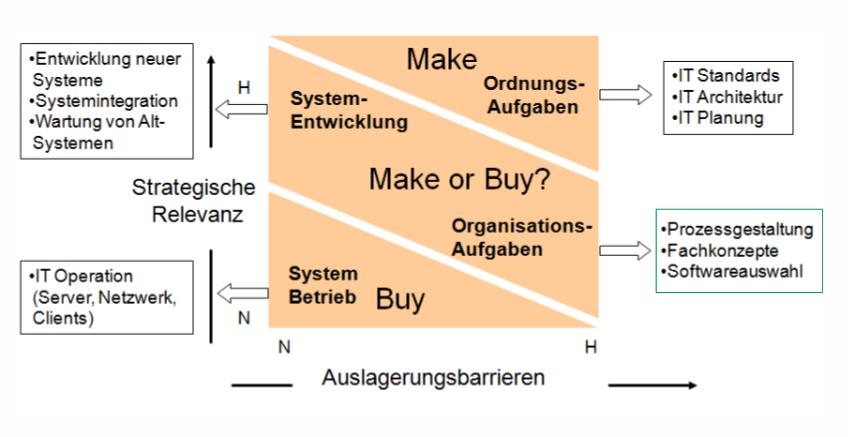 •Entwicklung neuer
Systeme
•Systemintegration
•Wartung von Alt-
Systemen
H
Strategische
Relevanz
•IT Operation
(Server, Netzwerk,
Clients)
N
Make
Ordnungs-
Aufgaben
System-
Entwicklung
Make or Buy?
Organisations-
Aufgaben
System
Betrieb
Buy
•IT Standards
•IT Architektur
•IT Planung
•Prozessgestaltung
•Fachkonzepte
•Softwareauswahl
N
H
Auslagerungsbarrieren